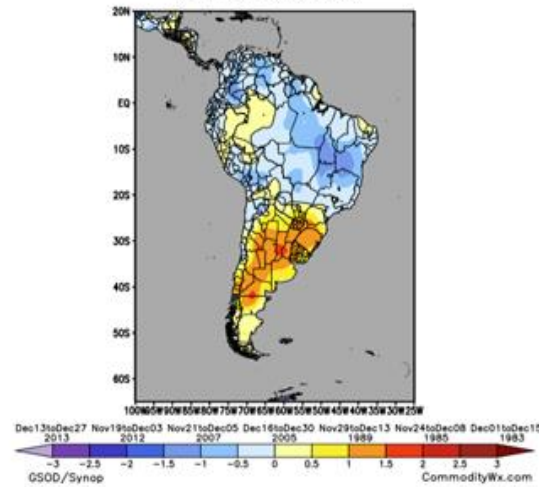 20N
10N
EQ
10S
20S
30S
40S
50S
60S
100W95W90W85W80W75W70W65W60W55W50W45W40W35W30W25W
Dec13toDec27 Nov19toDec03 Nov21toDec05 Dec16toDec30 Nov29toDec13 Nov24toDec08 Dec01toDec15
2013 2012 2007 2005 1989 1985 1983
-3 -2.5 -2 -1.5 -1 -0.5 0 0.5 1 1.5 2 2.5 3
GSOD/Synop CommodityWx.com